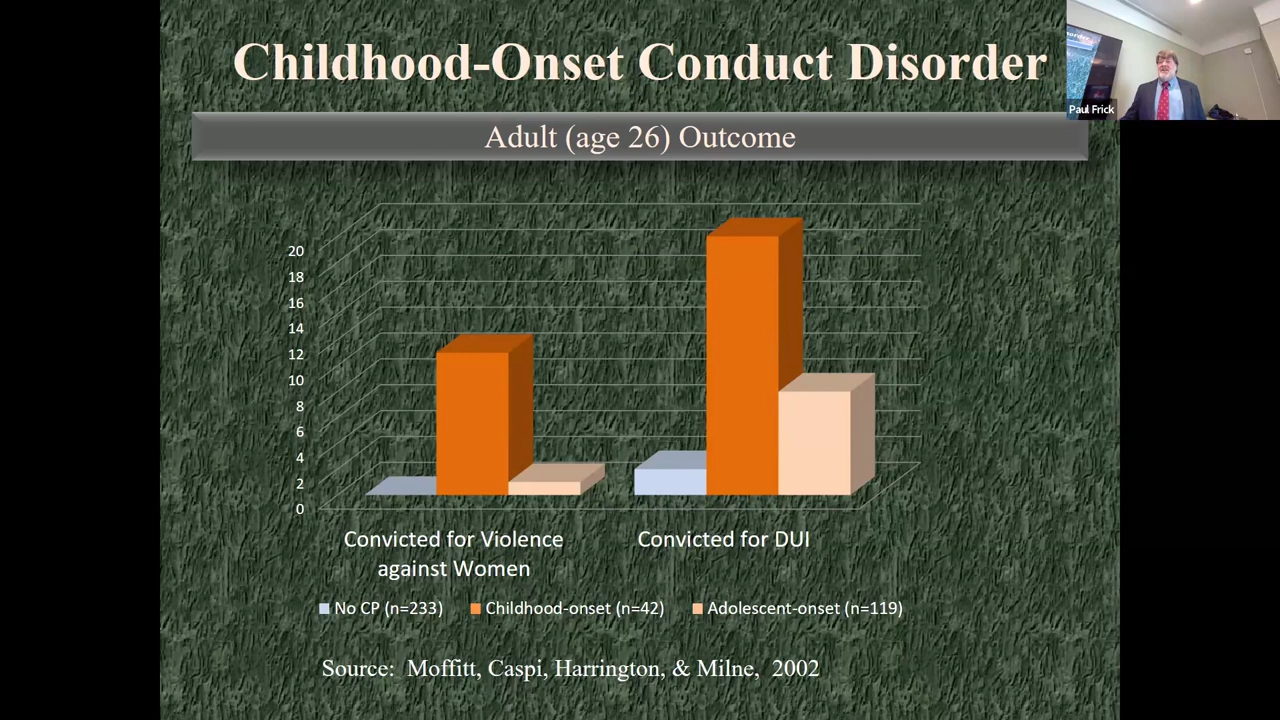 Childhood-Onset Conduct Disorder
Paul Frick
Adult (age 26) Outcome
20
18
16
14
12
10
8
6
4
2
0
Convicted for Violence
against Women
Convicted for DUI
No CP (n=233)
Childhood-onset (n=42)
Adolescent-onset (n=119)
Source: Moffitt, Caspi, Harrington, & Milne, 2002